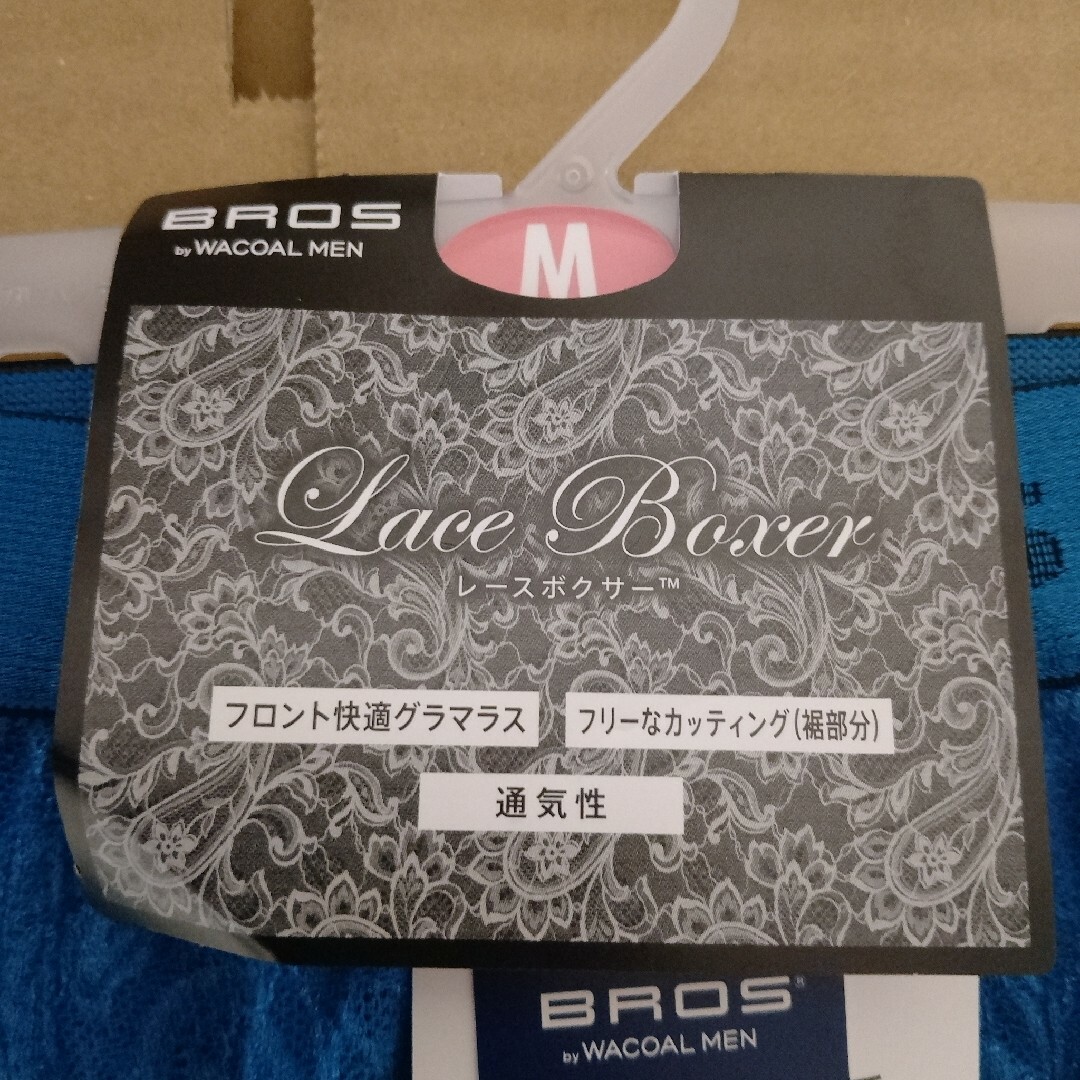 BROS
by WACOAL MEN
M
Lace Boxer
レースボクサー™
フロント快適グラマラス
フリーなカッティング(裾部分)
通気性
BROS®
by WACOAL MEN